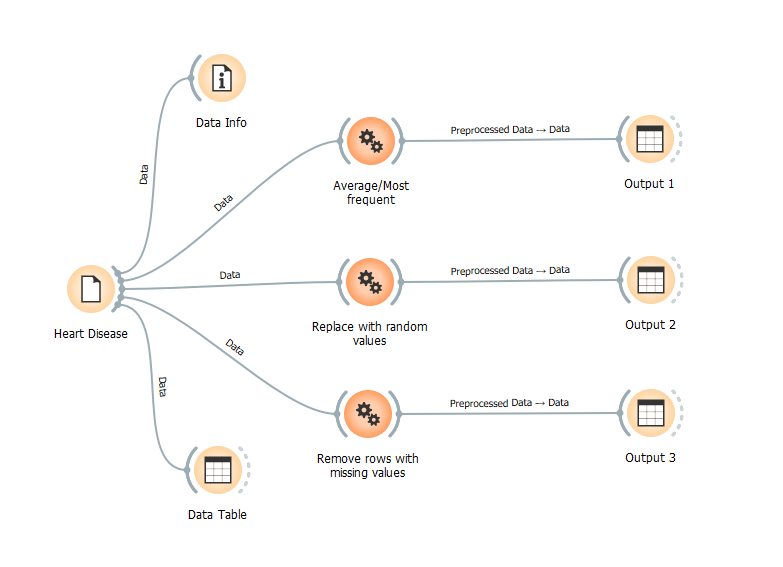 Data Info
Data
Preprocessed Data → Data
Average/Most
frequent
Output 1
Data
Data
Preprocessed Data → Data
Heart Disease
Replace with random
values
Output 2
Data
Preprocessed Data → Data
Data
Remove rows with
missing values
Output 3
Data
Data Table